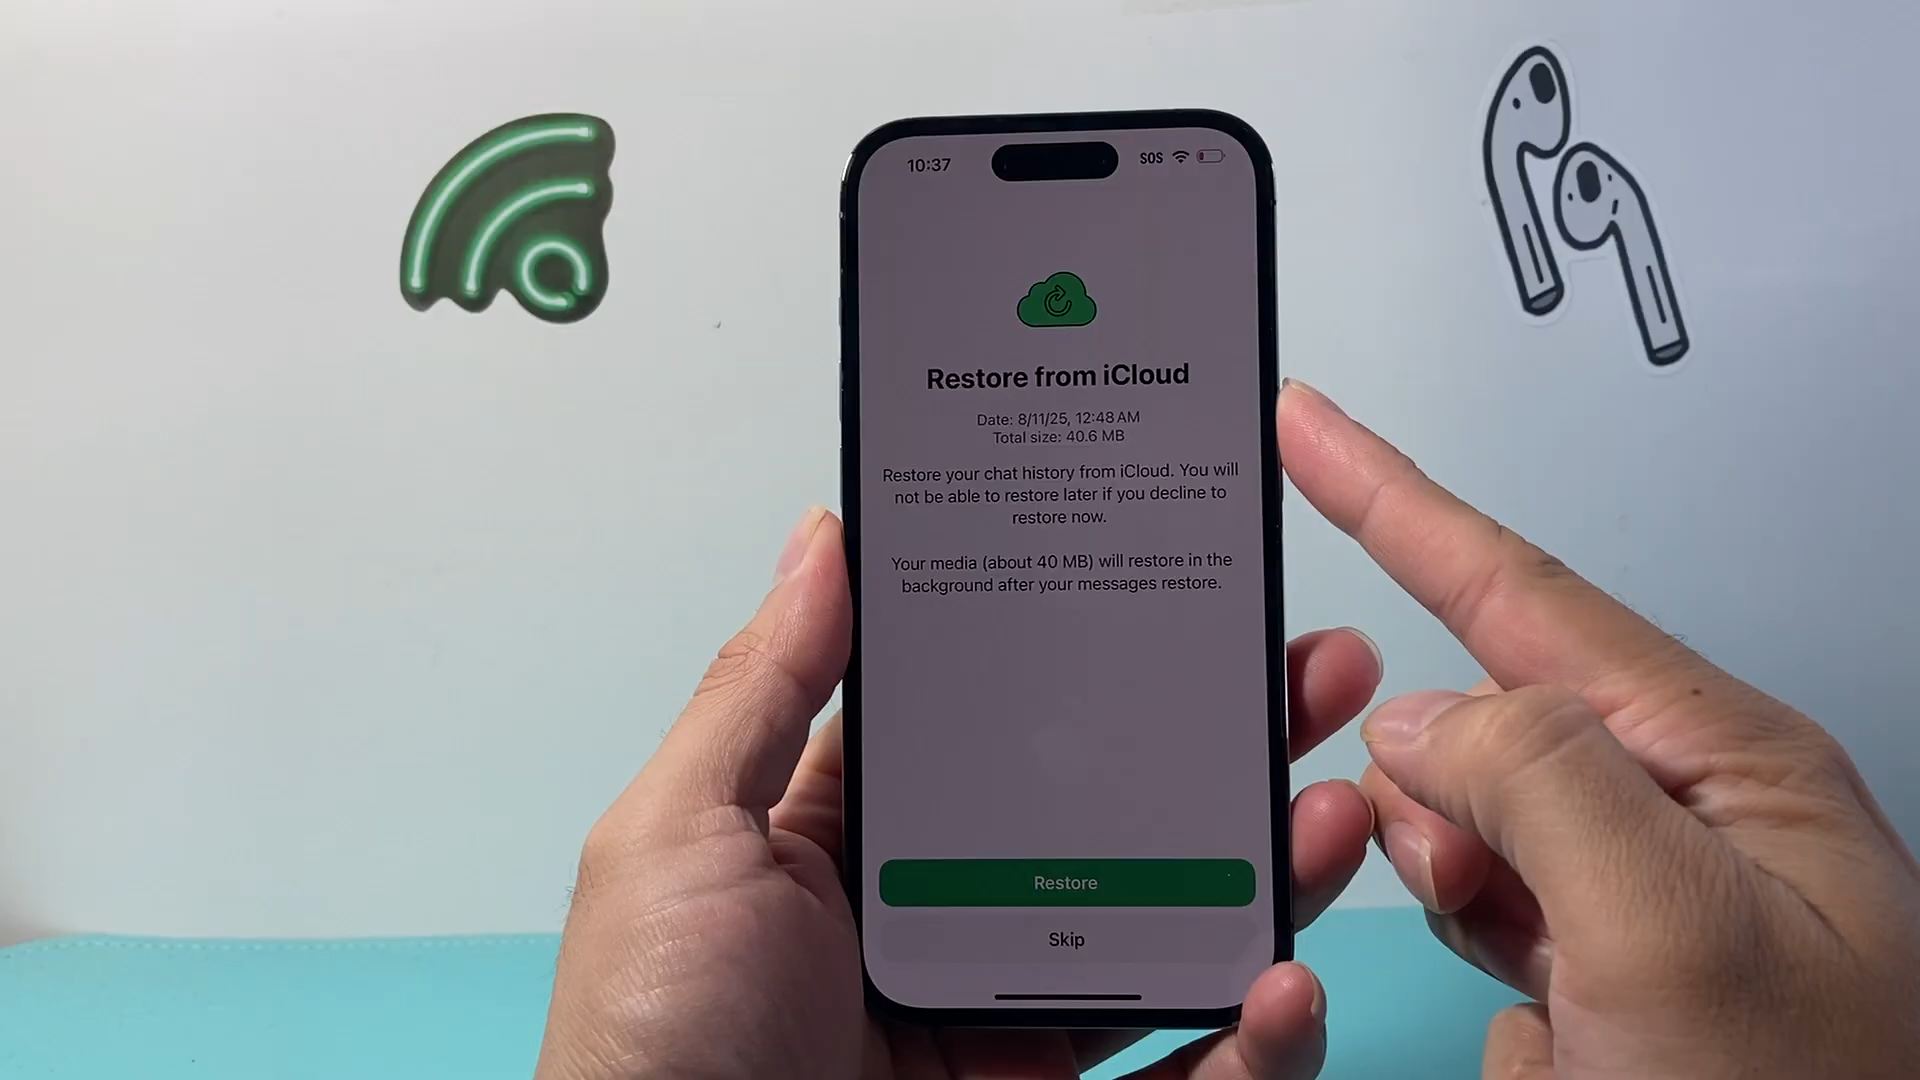 10:37
SOS
Restore from iCloud
Date: 8/11/25, 12:48 AM
Total size: 40.6 MB
Restore your chat history from iCloud. You will
not be able to restore later if you decline to
restore now.
Your media (about 40 MB) will restore in the
background after your messages restore.
Restore
Skip